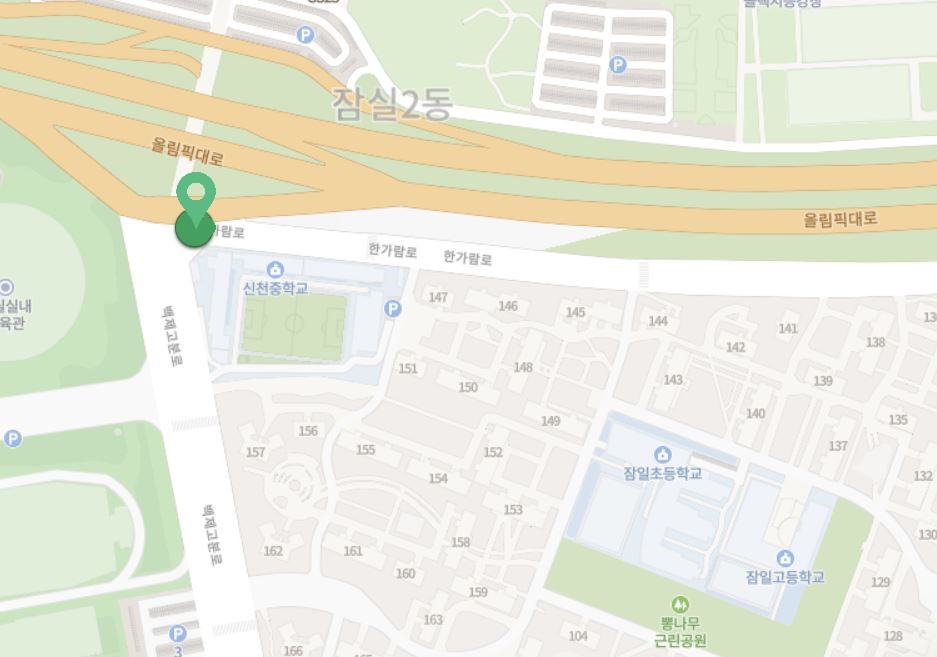 P
P
잠실2동
올림픽대로
올림픽대로
가람로
한가람로
한가람로
신천중학교
P
실내
육관
백제고분로
147
146
145
144
141
138
142
148
151
150
143
139
149
140
135
P
156
157
155
152
137
잠일초등학교
154
132
153
백제고분로
158
162
161
160
잠일고등학교
130
129
159
뽕나무
근린공원
163
104
128
P
3
166